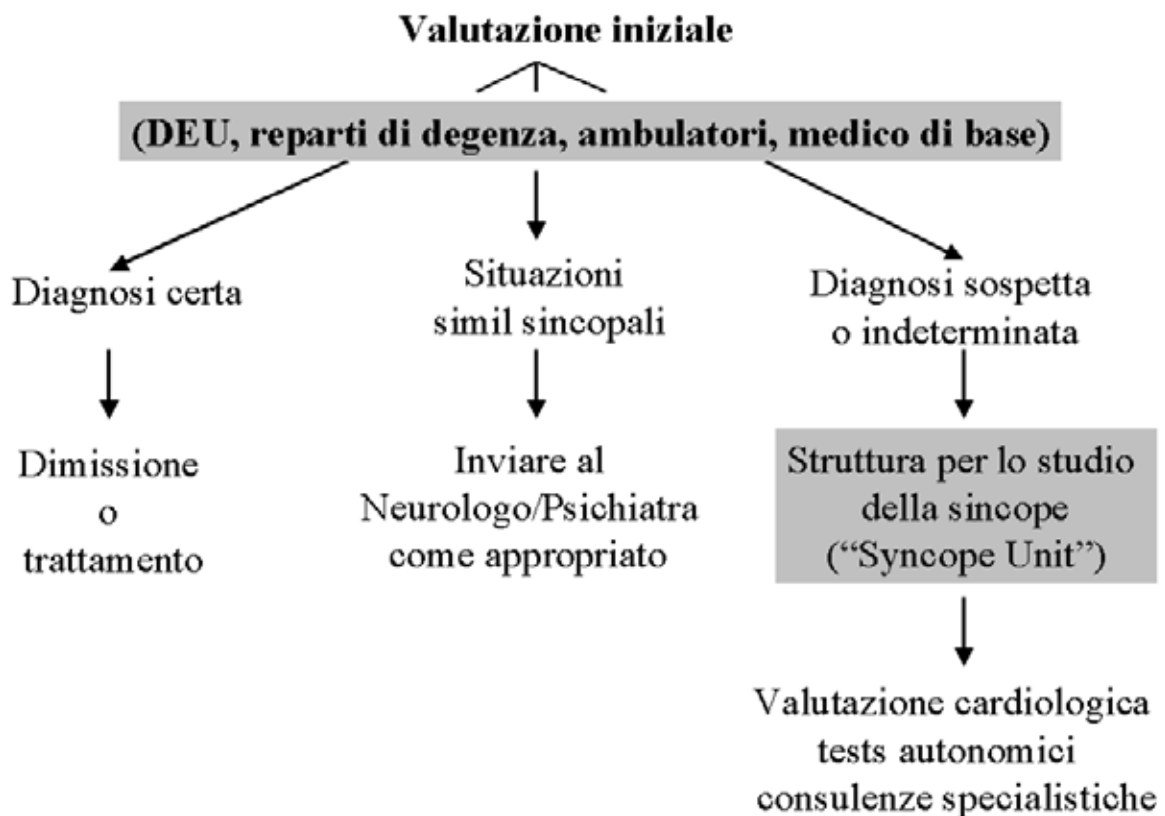 Valutazione iniziale
(DEU, reparti di degenza, ambulatori, medico di base)
Diagnosi certa
Situazioni
simil sincopali
Diagnosi sospetta
o indeterminata
Dimissione
o
trattamento
Inviare al
Neurologo/Psichiatra
come appropriato
Struttura per lo studio
della sincope
(“Syncope Unit”)
Valutazione cardiologica
tests autonomici
consulenze specialistiche